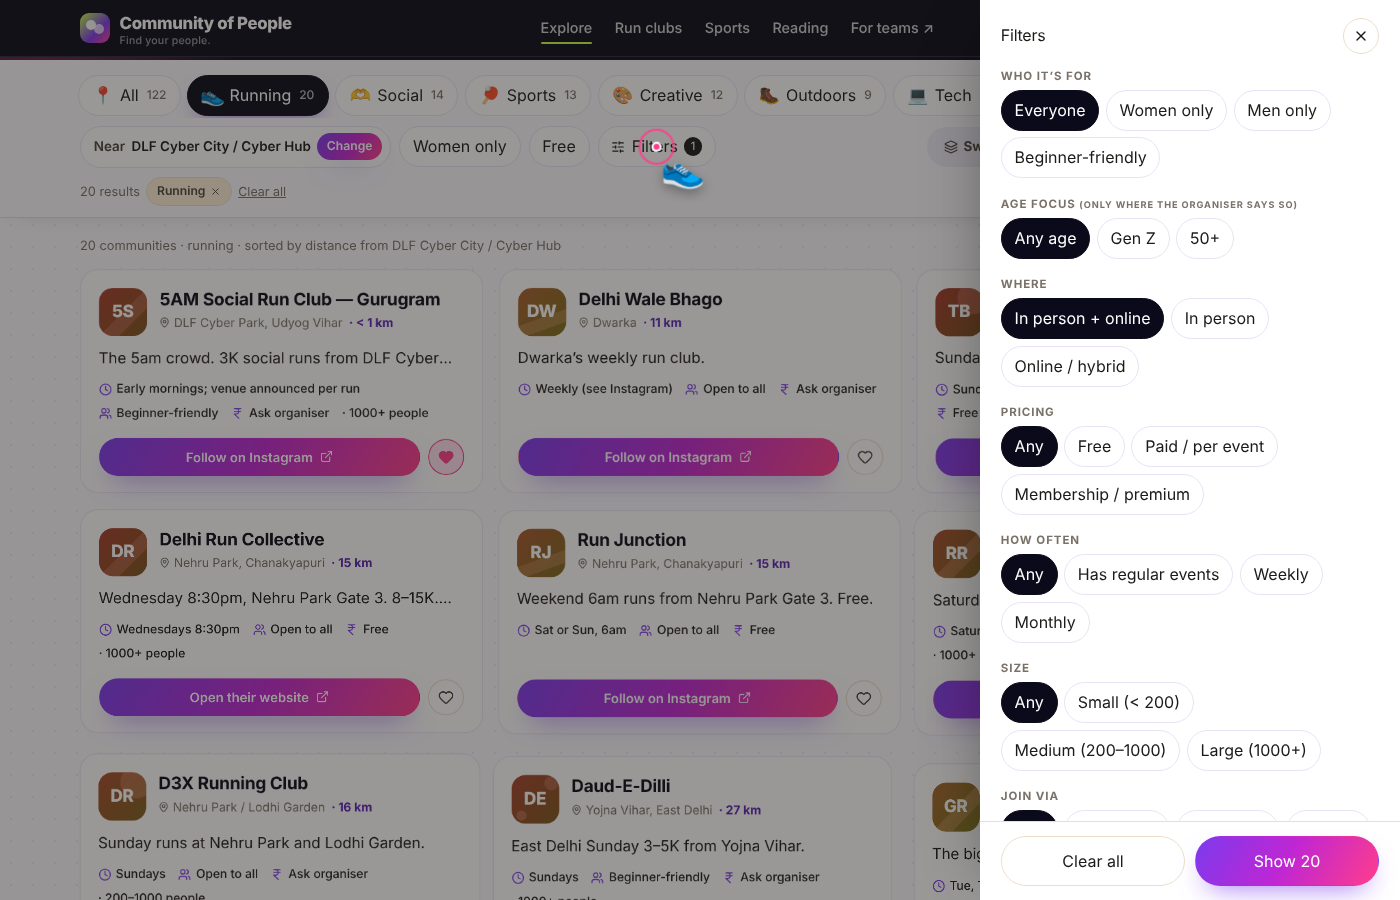 Community of People
Find your people.
Explore Run clubs Sports Reading For teams ↗
All 122 Running 20 Social 14 Sports 13 Creative 12 Outdoors 9 Tech
Near DLF Cyber City / Cyber Hub Change Women only Free Filters 1
20 results Running × Clear all
20 communities · running · sorted by distance from DLF Cyber City / Cyber Hub
5S
5AM Social Run Club — Gurugram
DLF Cyber Park, Udyog Vihar · < 1 km
The 5am crowd. 3K social runs from DLF Cyber…
Early mornings; venue announced per run
Beginner-friendly ₹ Ask organiser · 1000+ people
Follow on Instagram
DW
Delhi Wale Bhago
Dwarka · 11 km
Dwarka’s weekly run club.
Weekly (see Instagram) Open to all ₹ Ask organiser
Follow on Instagram
TB
₹ Free
DR
Delhi Run Collective
Nehru Park, Chanakyapuri · 15 km
Wednesday 8:30pm, Nehru Park Gate 3. 8–15K.…
Wednesdays 8:30pm Open to all ₹ Free
· 1000+ people
Open their website
RJ
Run Junction
Nehru Park, Chanakyapuri · 15 km
Weekend 6am runs from Nehru Park Gate 3. Free.
Sat or Sun, 6am Open to all ₹ Free
Follow on Instagram
RR
· 1000+
DR
D3X Running Club
Nehru Park / Lodhi Garden · 16 km
Sunday runs at Nehru Park and Lodhi Garden.
Sundays Open to all ₹ Ask organiser
· 200–1000 people
DE
Daud-E-Dilli
Yojna Vihar, East Delhi · 27 km
East Delhi Sunday 3–5K from Yojna Vihar.
Sundays Beginner-friendly ₹ Ask organiser
· 1000+ people
GR
The big
Tue,
Filters
WHO IT’S FOR
Everyone Women only Men only
Beginner-friendly
AGE FOCUS (ONLY WHERE THE ORGANISER SAYS SO)
Any age Gen Z 50+
WHERE
In person + online In person
Online / hybrid
PRICING
Any Free Paid / per event
Membership / premium
HOW OFTEN
Any Has regular events Weekly
Monthly
SIZE
Any Small (< 200)
Medium (200–1000) Large (1000+)
JOIN VIA
Clear all Show 20